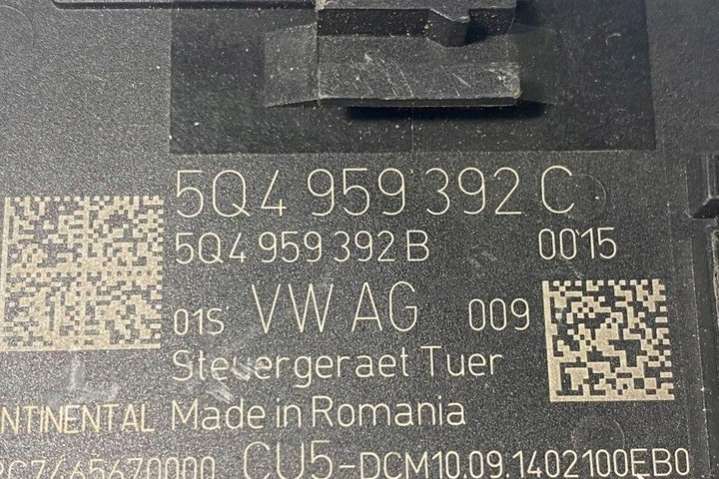 5Q4 959 392 C
5Q4 959 392 B 0015
01S VW AG 009
Steuergeraet Tuer
NTINENTAL Made in Romania
CU5-DCM10.09.1402100EB0